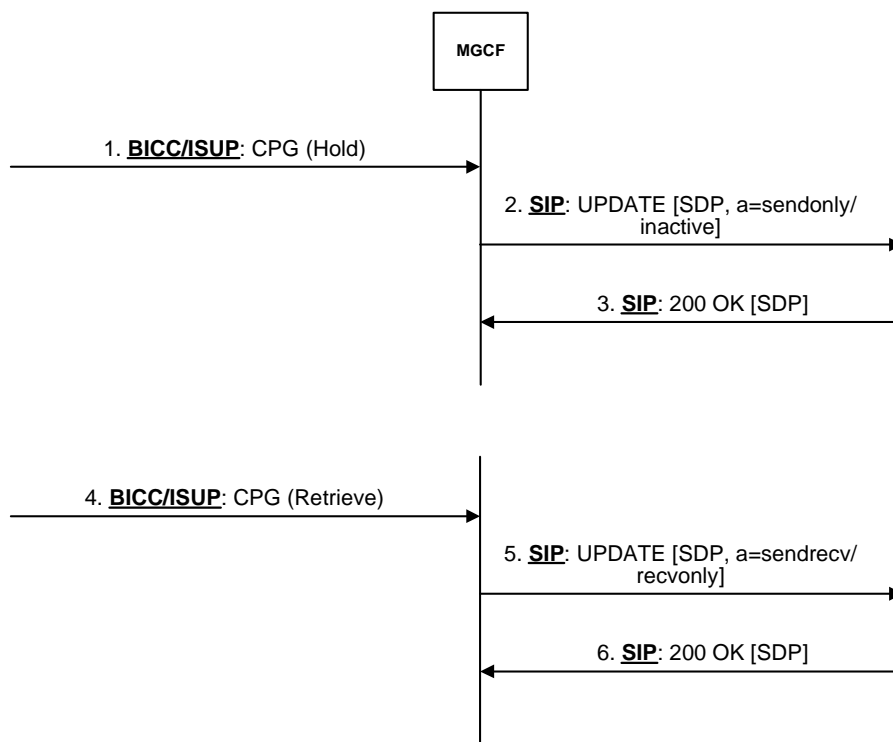 MGCF
1. BICC/ISUP: CPG (Hold)
2. SIP: UPDATE [SDP, a=sendonly/
inactive]
3. SIP: 200 OK [SDP]
4. BICC/ISUP: CPG (Retrieve)
5. SIP: UPDATE [SDP, a=sendrecv/
recvonly]
6. SIP: 200 OK [SDP]